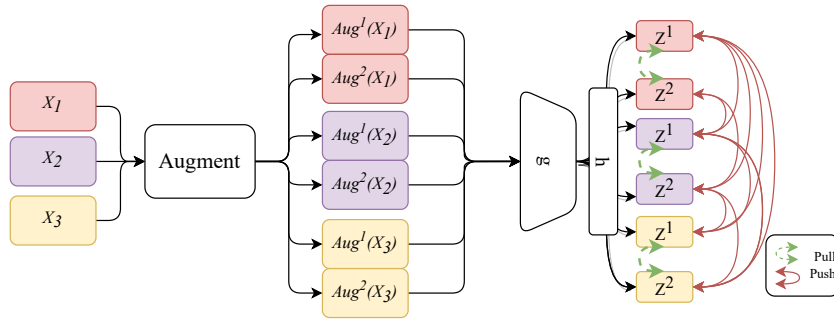 X1
X2
X3
Augment
Aug1(X1)
Aug2(X1)
Aug1(X2)
Aug2(X2)
Aug1(X3)
Aug2(X3)
g
h
Z1
Z2
Z1
Z2
Z1
Z2
Pull
Push